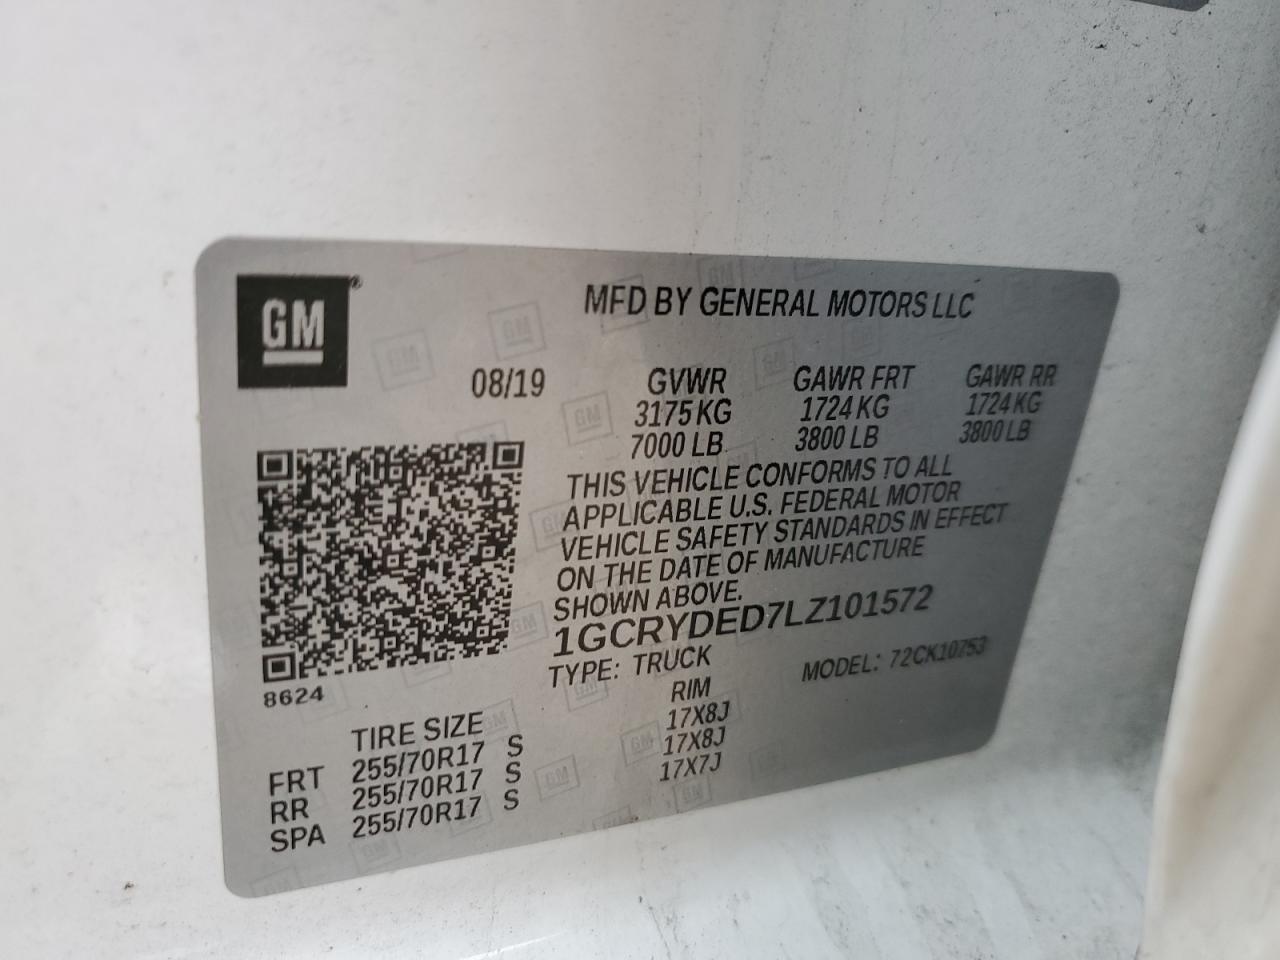 GM
MFD BY GENERAL MOTORS LLC
08/19 GVWR GAWR FRT GAWR RR
3175 KG 1724 KG 1724 KG
7000 LB 3800 LB 3800 LB
THIS VEHICLE CONFORMS TO ALL
APPLICABLE U.S. FEDERAL MOTOR
VEHICLE SAFETY STANDARDS IN EFFECT
ON THE DATE OF MANUFACTURE
SHOWN ABOVE.
1GCRYDED7LZ101572
TYPE: TRUCK MODEL: 72CK10753
8624
TIRE SIZE RIM
FRT 255/70R17 S 17X8J
RR 255/70R17 S 17X8J
SPA 255/70R17 S 17X7J